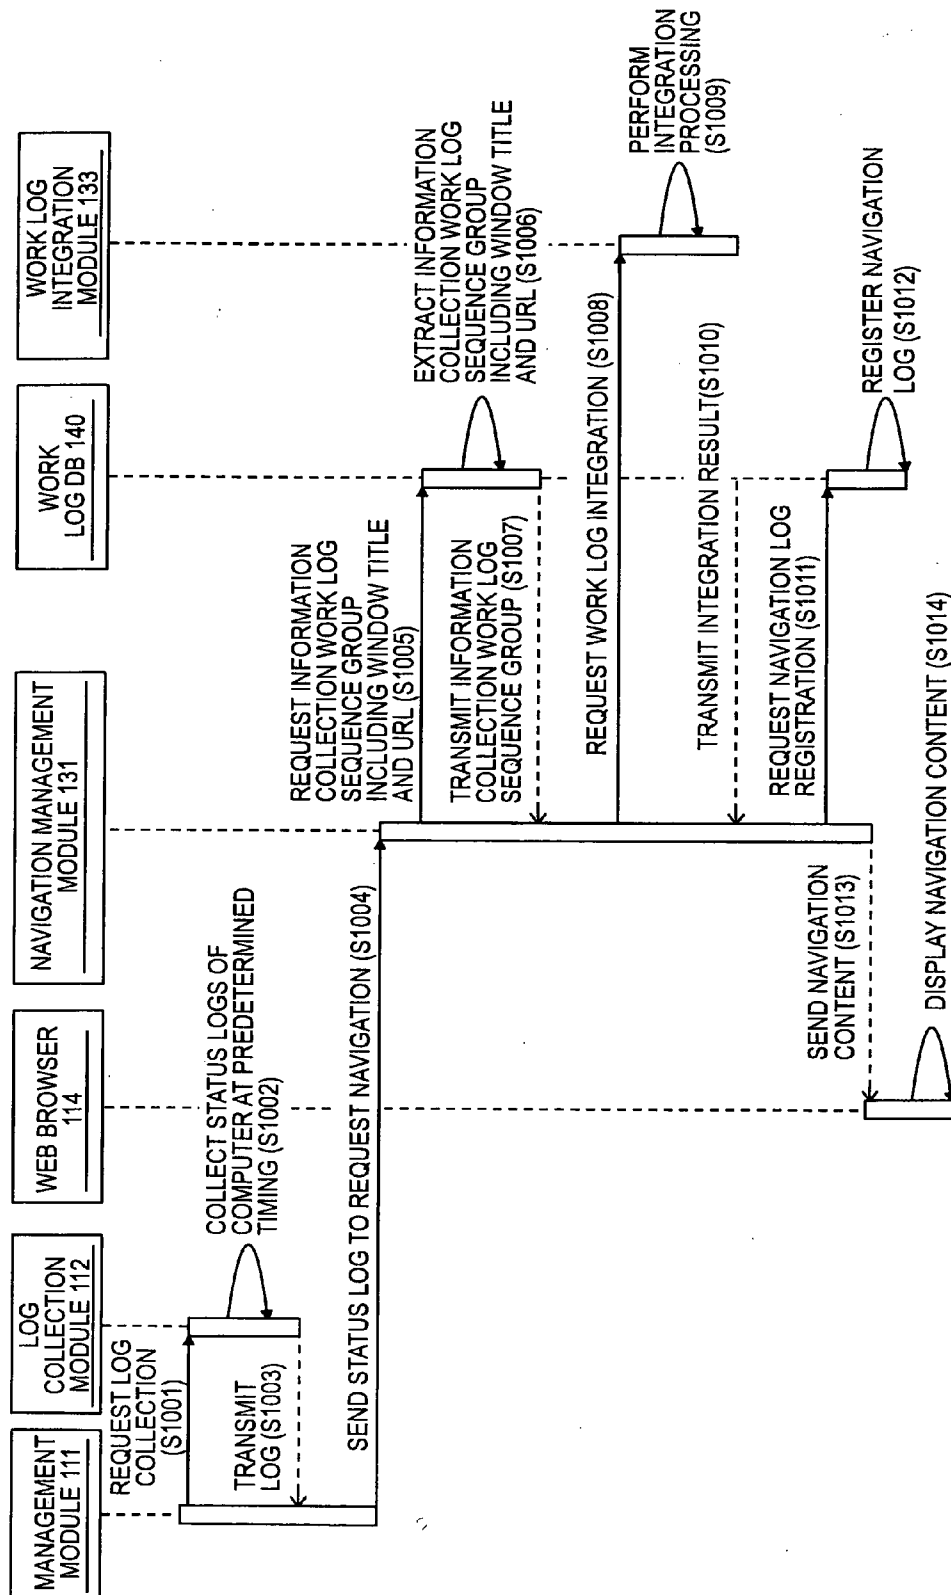 MANAGEMENT
MODULE 111
LOG
COLLECTION
MODULE 112
WEB BROWSER
114
NAVIGATION MANAGEMENT
MODULE 131
WORK
LOG DB 140
WORK LOG
INTEGRATION
MODULE 133
REQUEST LOG
COLLECTION
(S1001)
COLLECT STATUS LOGS OF
COMPUTER AT PREDETERMINED
TIMING (S1002)
TRANSMIT
LOG (S1003)
SEND STATUS LOG TO REQUEST NAVIGATION (S1004)
REQUEST INFORMATION
COLLECTION WORK LOG
SEQUENCE GROUP
INCLUDING WINDOW TITLE
AND URL (S1005)
EXTRACT INFORMATION
COLLECTION WORK LOG
SEQUENCE GROUP
INCLUDING WINDOW TITLE
AND URL (S1006)
TRANSMIT INFORMATION
COLLECTION WORK LOG
SEQUENCE GROUP (S1007)
REQUEST WORK LOG INTEGRATION (S1008)
PERFORM
INTEGRATION
PROCESSING
(S1009)
TRANSMIT INTEGRATION RESULT(S1010)
REQUEST NAVIGATION LOG
REGISTRATION (S1011)
REGISTER NAVIGATION
LOG (S1012)
SEND NAVIGATION
CONTENT (S1013)
DISPLAY NAVIGATION CONTENT (S1014)